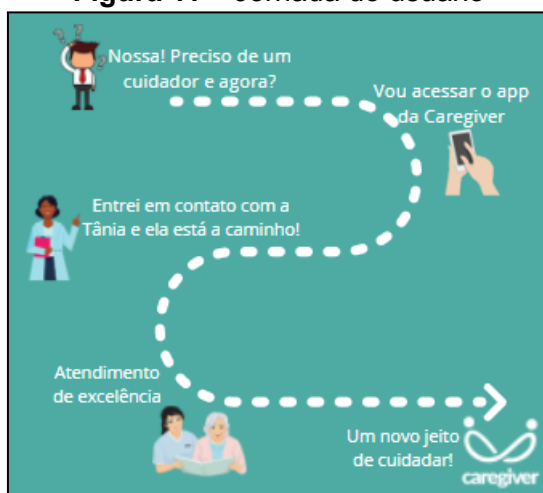 Nossa! Preciso de um
cuidador e agora?
Vou acessar o app
da Caregiver
Entrei em contato com a
Tânia e ela está a caminho!
Atendimento
de excelência
Um novo jeito
de cuidadar!
caregiver